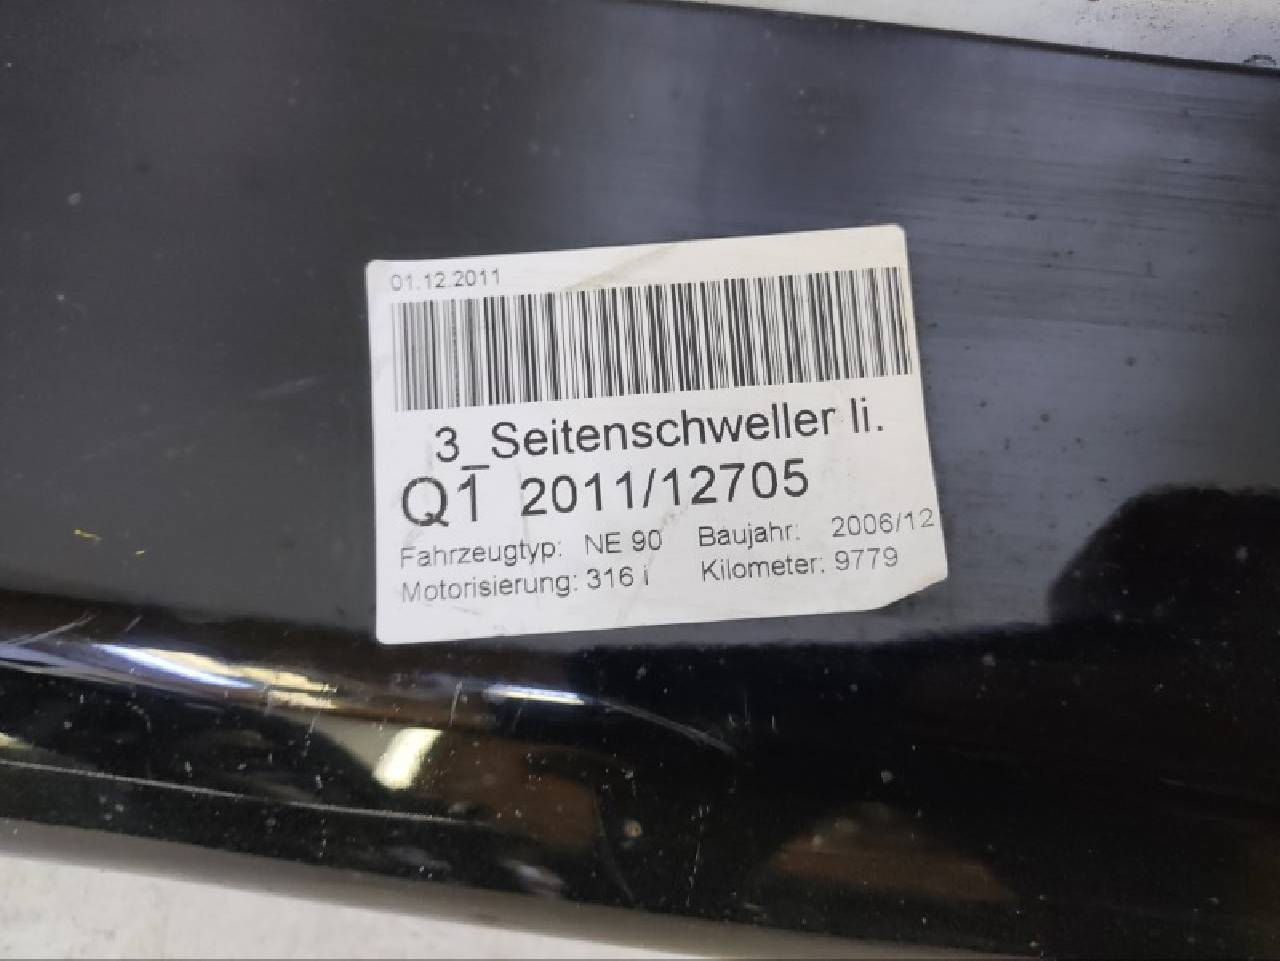 01.12.2011
3_Seitenschweller li.
Q1 2011/12705
Fahrzeugtyp: NE 90 Baujahr: 2006/12
Motorisierung: 316 i Kilometer: 9779